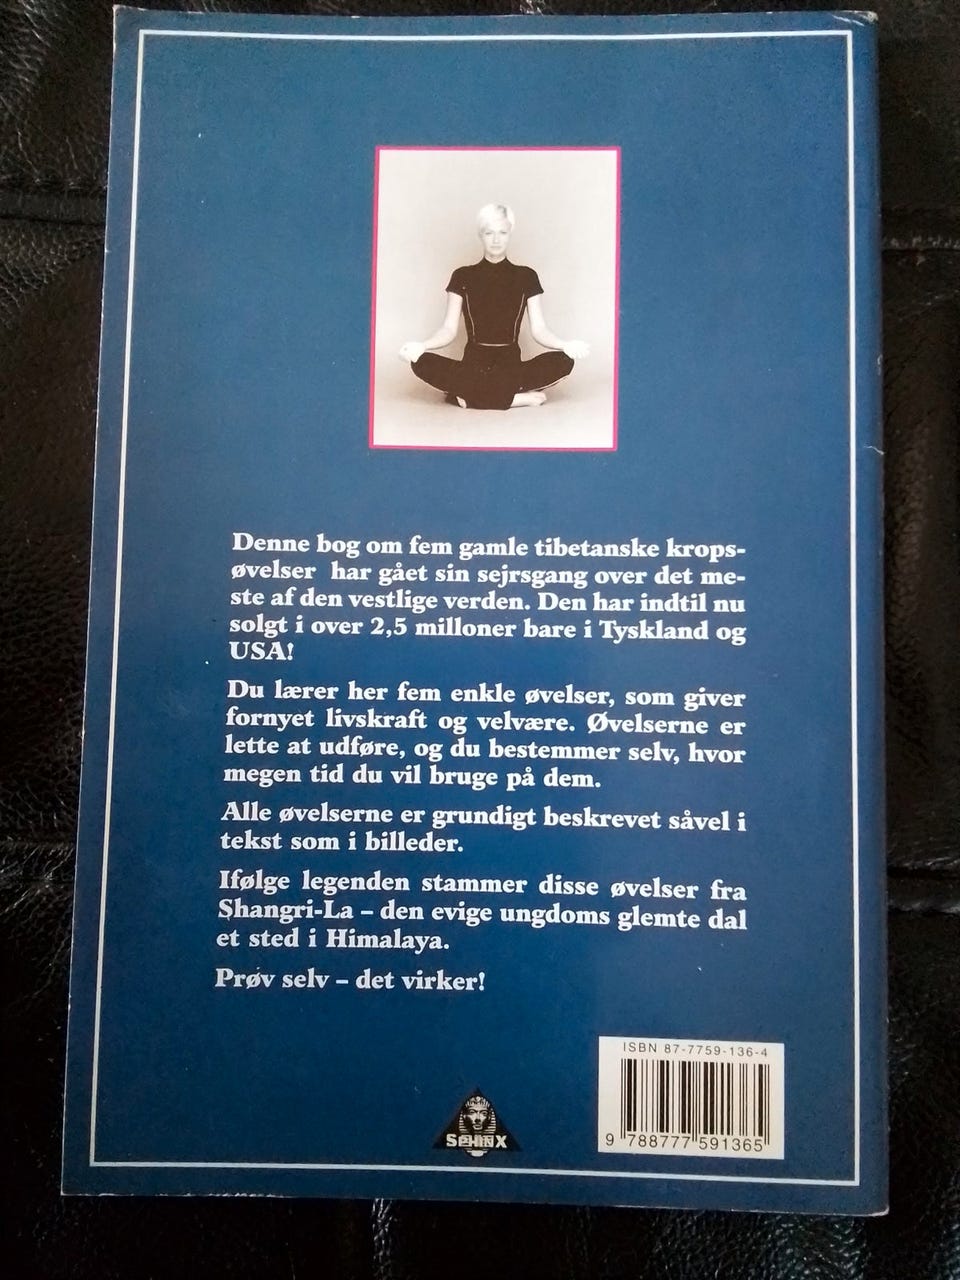 Denne bog om fem gamle tibetanske krops-
øvelser har gået sin sejrsgang over det me-
ste af den vestlige verden. Den har indtil nu
solgt i over 2,5 milloner bare i Tyskland og
USA!
Du lærer her fem enkle øvelser, som giver
fornyet livskraft og velvære. Øvelserne er
lette at udføre, og du bestemmer selv, hvor
megen tid du vil bruge på dem.
Alle øvelserne er grundigt beskrevet såvel i
tekst som i billeder.
Ifølge legenden stammer disse øvelser fra
Shangri-La – den evige ungdoms glemte dal
et sted i Himalaya.
Prøv selv – det virker!
ISBN 87-7759-136-4
9 788777 591365
SPHINX